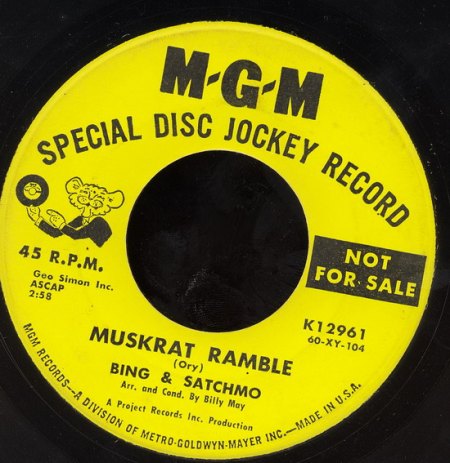 M-G-M
SPECIAL DISC JOCKEY RECORD
45 R.P.M.
Geo Simon Inc.
ASCAP
2:58
NOT
FOR SALE
K12961
60-XY-104
MUSKRAT RAMBLE
(Ory)
BING & SATCHMO
Arr. and Cond. By Billy May
A Project Records Inc. Production
MGM RECORDS—A DIVISION OF METRO-GOLDWYN-MAYER INC.—MADE IN U.S.A.